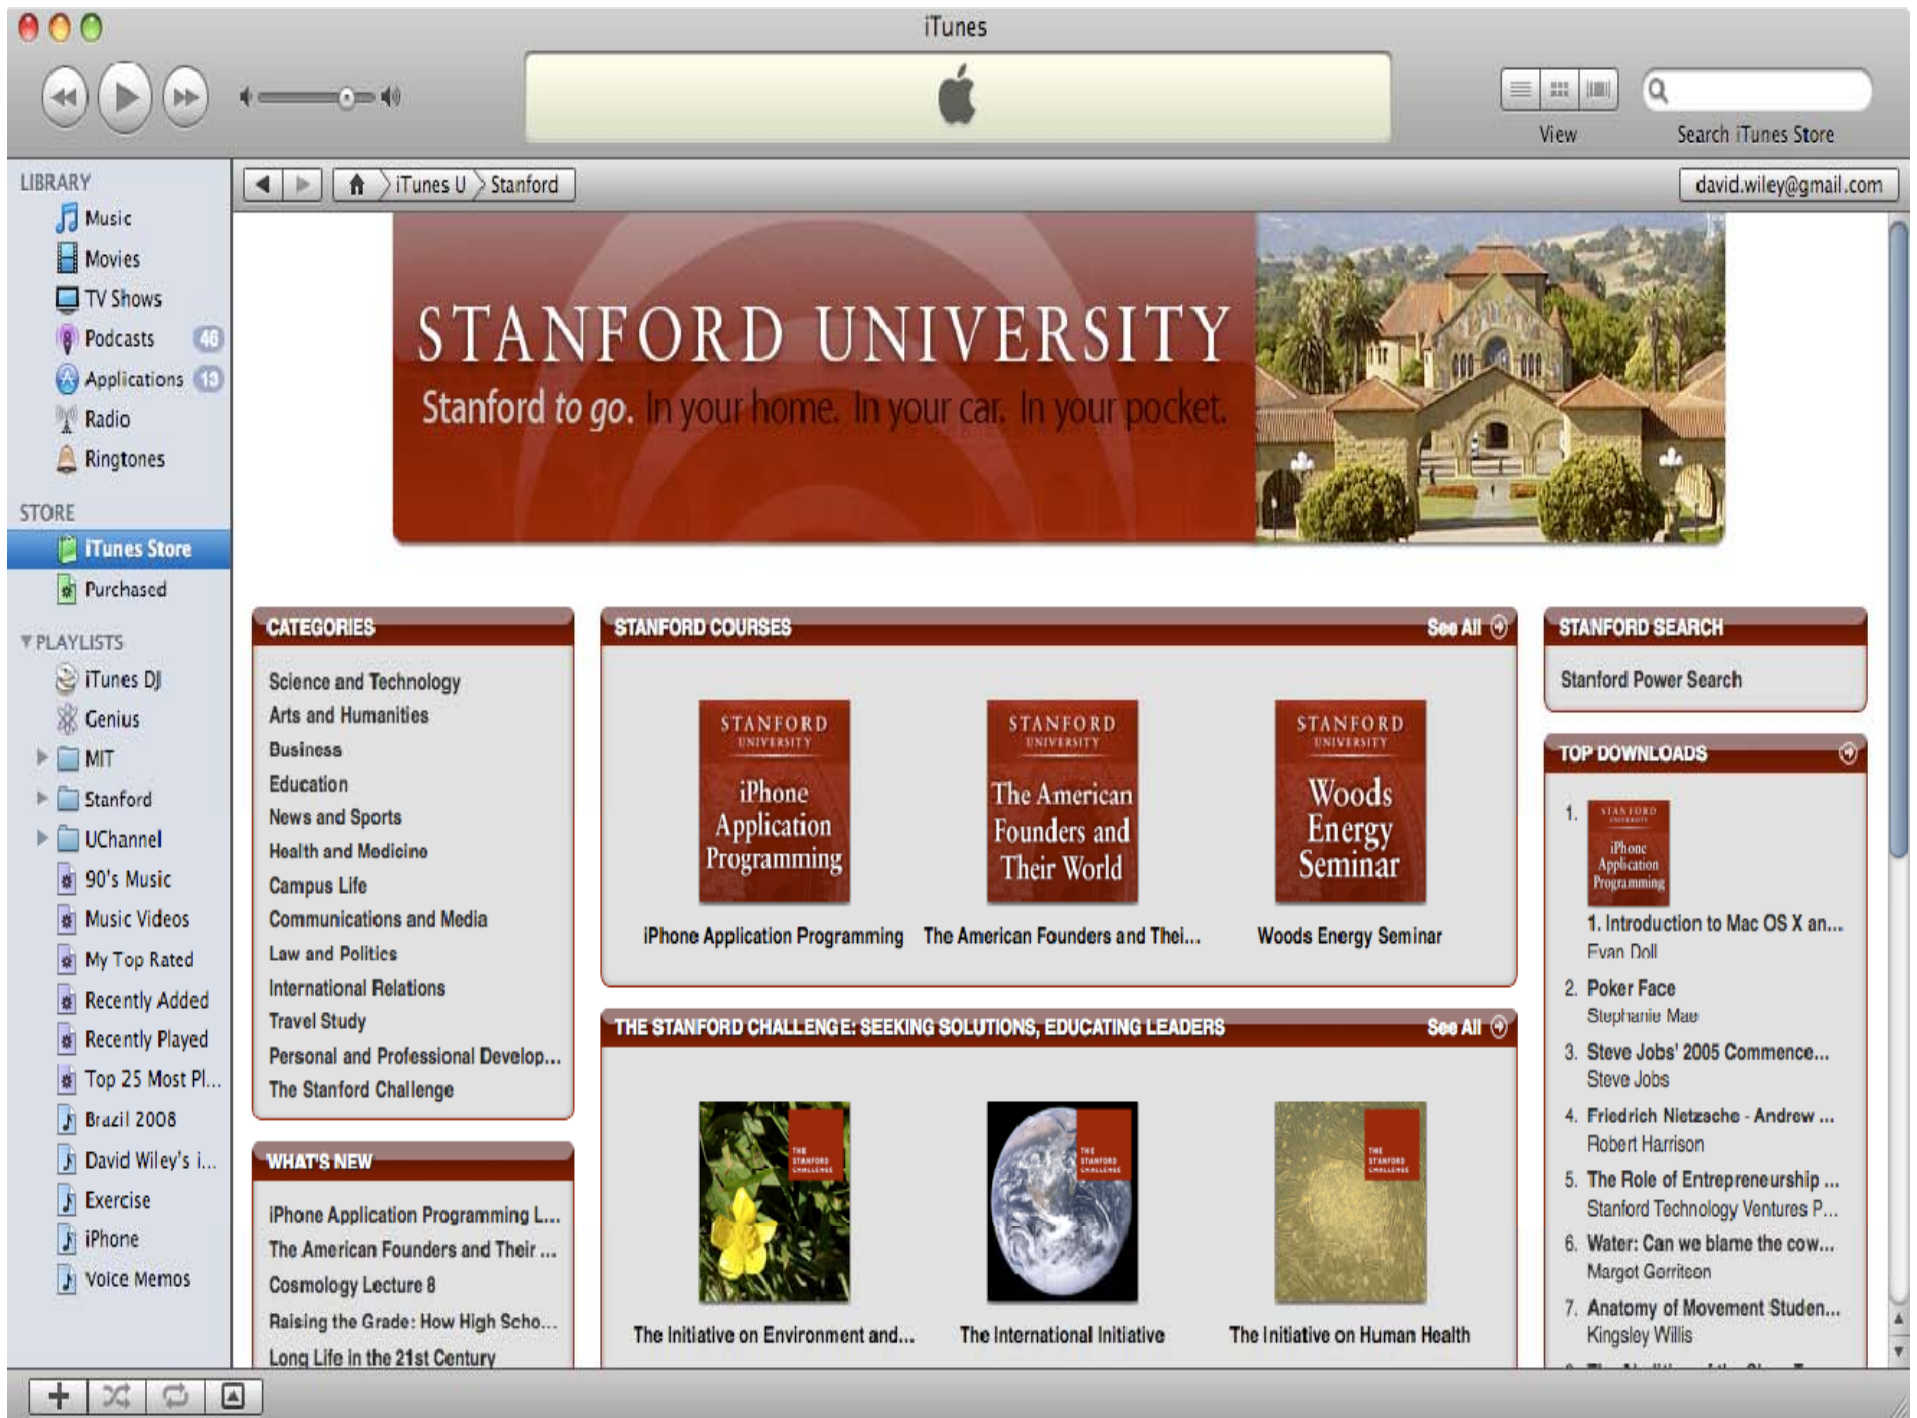 iTunes
View
Search iTunes Store
LIBRARY
Music
Movies
TV Shows
Podcasts 46
Applications 13
Radio
Ringtones
STORE
iTunes Store
Purchased
PLAYLISTS
iTunes DJ
Genius
MIT
Stanford
UChannel
90's Music
Music Videos
My Top Rated
Recently Added
Recently Played
Top 25 Most Pl...
Brazil 2008
David Wiley's i...
Exercise
iPhone
Voice Memos
iTunes U Stanford
david.wiley@gmail.com
STANFORD UNIVERSITY
Stanford to go. In your home. In your car. In your pocket.
CATEGORIES
Science and Technology
Arts and Humanities
Business
Education
News and Sports
Health and Medicine
Campus Life
Communications and Media
Law and Politics
International Relations
Travel Study
Personal and Professional Develop...
The Stanford Challenge
WHAT'S NEW
iPhone Application Programming L...
The American Founders and Their ...
Cosmology Lecture 8
Raising the Grade: How High Scho...
Long Life in the 21st Century
STANFORD COURSES See All
STANFORD
UNIVERSITY
iPhone
Application
Programming
iPhone Application Programming
STANFORD
UNIVERSITY
The American
Founders and
Their World
The American Founders and Thei...
STANFORD
UNIVERSITY
Woods
Energy
Seminar
Woods Energy Seminar
THE STANFORD CHALLENGE: SEEKING SOLUTIONS, EDUCATING LEADERS See All
THE
STANFORD
CHALLENGE
The Initiative on Environment and...
THE
STANFORD
CHALLENGE
The International Initiative
THE
STANFORD
CHALLENGE
The Initiative on Human Health
STANFORD SEARCH
Stanford Power Search
TOP DOWNLOADS
1.
STANFORD
UNIVERSITY
iPhone
Application
Programming
1. Introduction to Mac OS X an...
Evan Doll
2. Poker Face
Stephanie Mae
3. Steve Jobs' 2005 Commence...
Steve Jobs
4. Friedrich Nietzsche - Andrew ...
Robert Harrison
5. The Role of Entrepreneurship ...
Stanford Technology Ventures P...
6. Water: Can we blame the cow...
Margot Gerritsen
7. Anatomy of Movement Studen...
Kingsley Willis